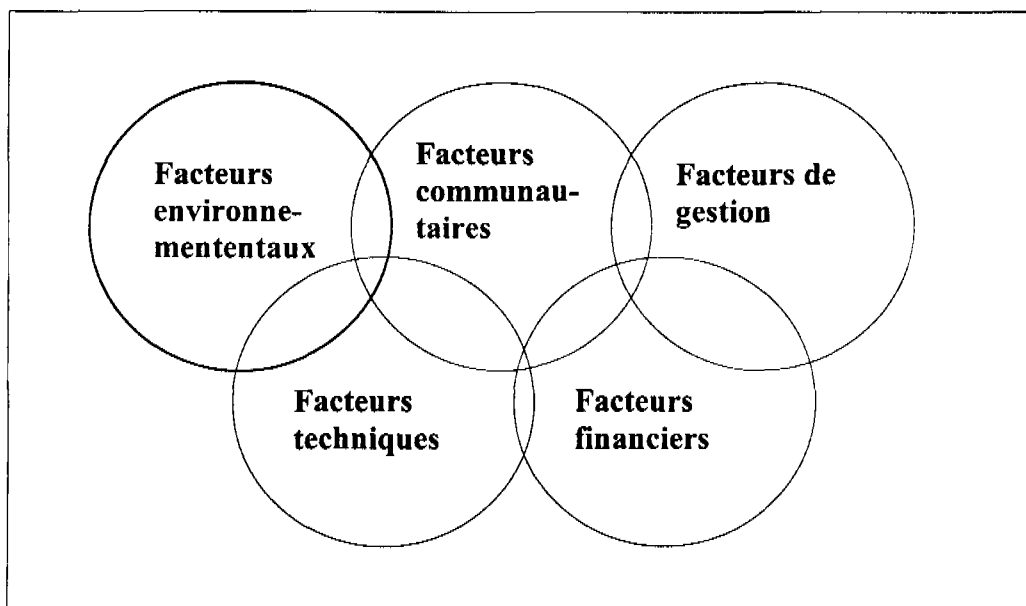 Facteurs
environne-
mententaux
Facteurs
communau-
taires
Facteurs de
gestion
Facteurs
techniques
Facteurs
financiers